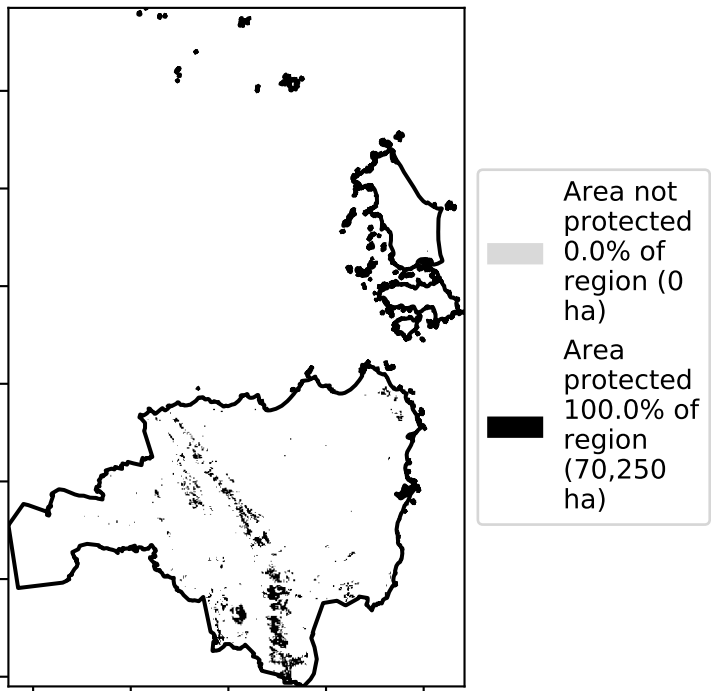 Area not
protected
0.0% of
region (0
ha)
Area
protected
100.0% of
region
(70,250
ha)